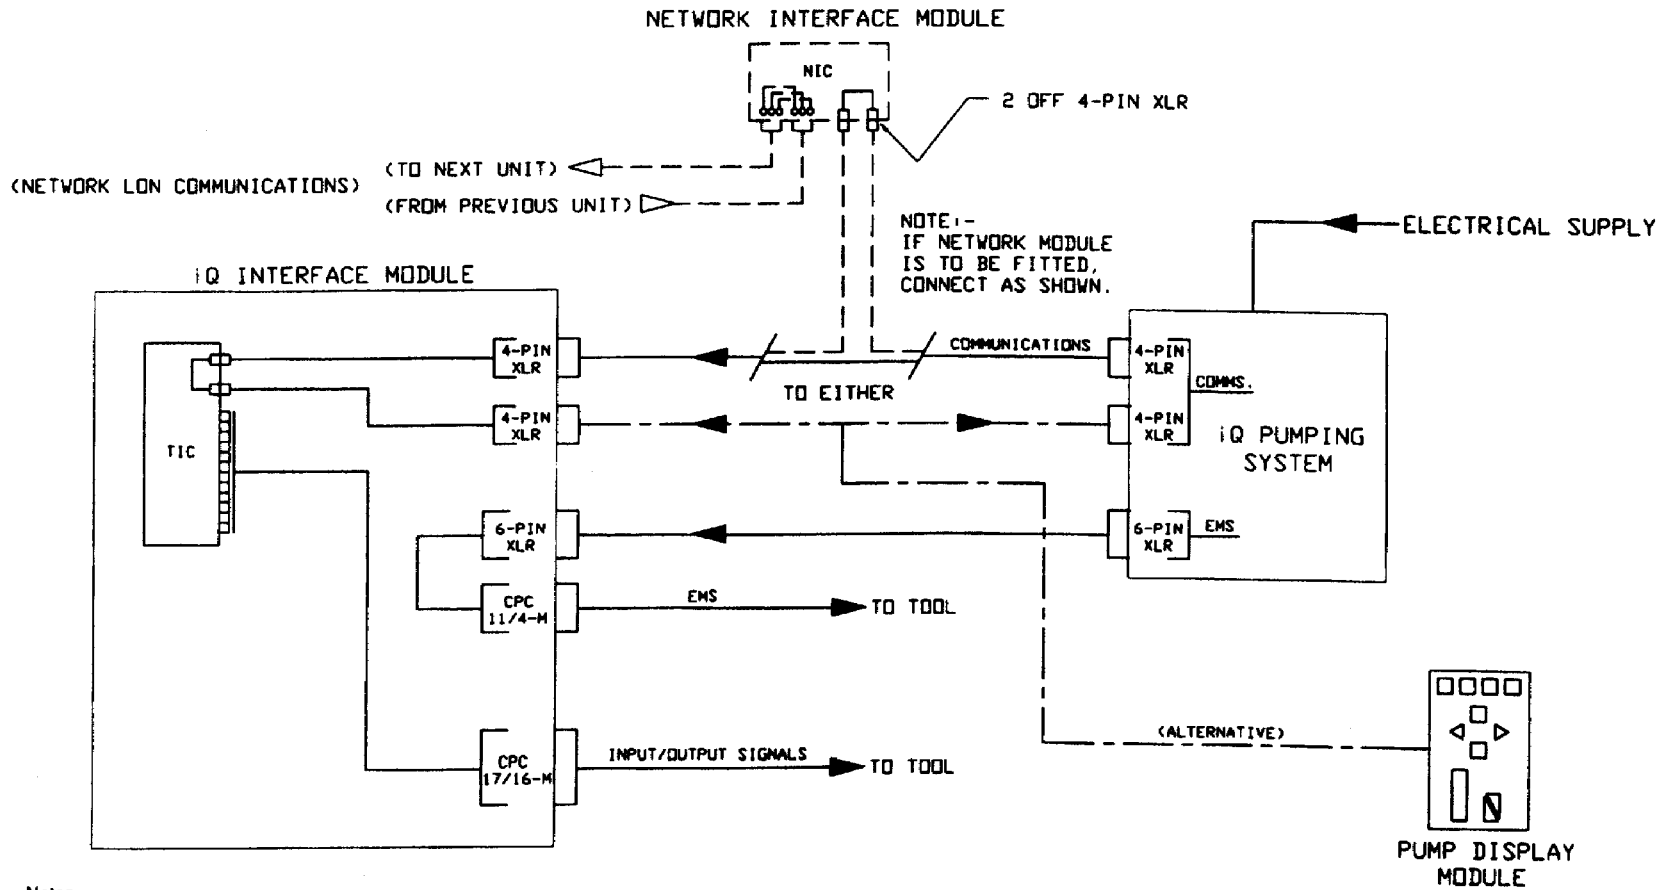 NETWORK INTERFACE MODULE
NIC
2 OFF 4-PIN XLR
(TO NEXT UNIT)
(NETWORK LON COMMUNICATIONS)
(FROM PREVIOUS UNIT)
NOTE:-
IF NETWORK MODULE
IS TO BE FITTED,
CONNECT AS SHOWN.
ELECTRICAL SUPPLY
iQ INTERFACE MODULE
4-PIN
XLR
COMMUNICATIONS
4-PIN
XLR
COMMS.
TO EITHER
4-PIN
XLR
4-PIN
XLR
TIC
iQ PUMPING
SYSTEM
6-PIN
XLR
6-PIN
XLR
EMS
CPC
11/4-M
EMS
TO TOOL
(ALTERNATIVE)
CPC
17/16-M
INPUT/OUTPUT SIGNALS
TO TOOL
PUMP DISPLAY
MODULE